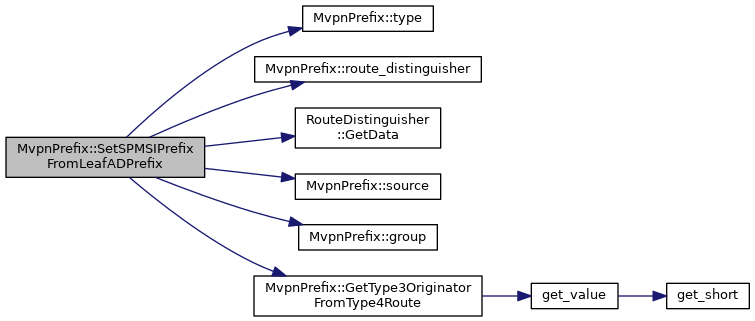 MvpnPrefix::type
MvpnPrefix::route_distinguisher
RouteDistinguisher
::GetData
MvpnPrefix::SetSPMSIPrefix
FromLeafADPrefix
MvpnPrefix::source
MvpnPrefix::group
MvpnPrefix::GetType3Originator
FromType4Route
get_value
get_short